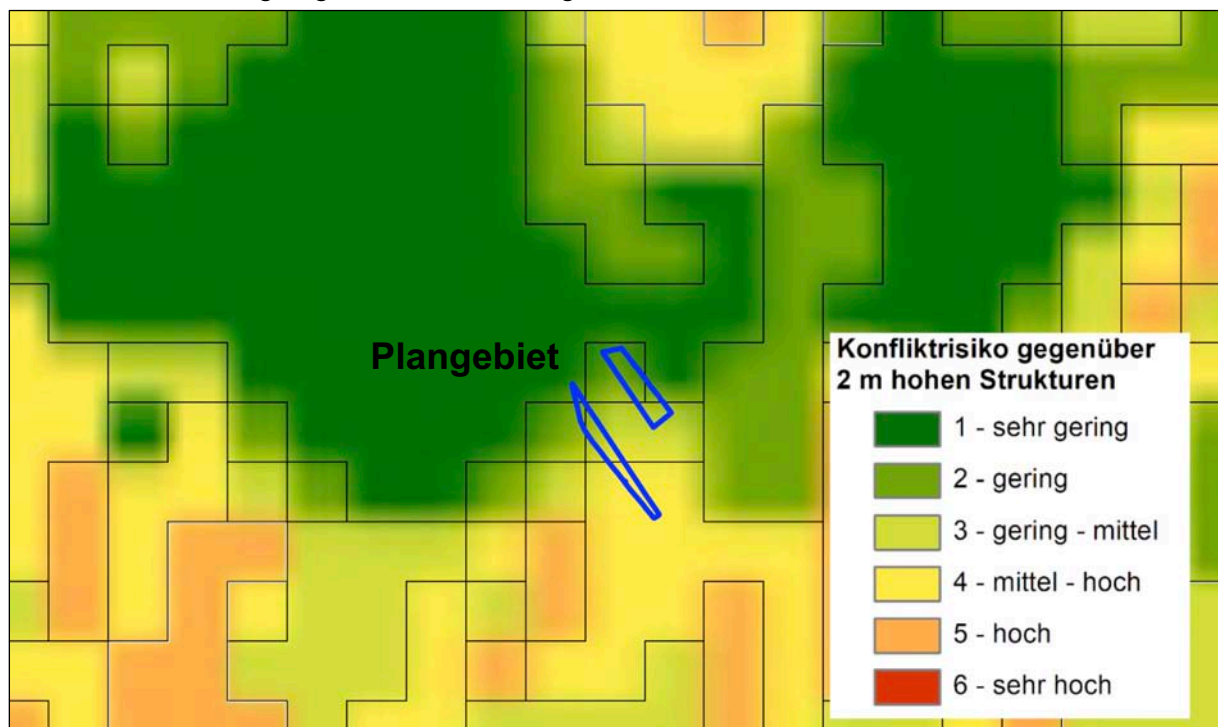 Plangebiet
Konfliktrisiko gegenüber
2 m hohen Strukturen
1 - sehr gering
2 - gering
3 - gering - mittel
4 - mittel - hoch
5 - hoch
6 - sehr hoch